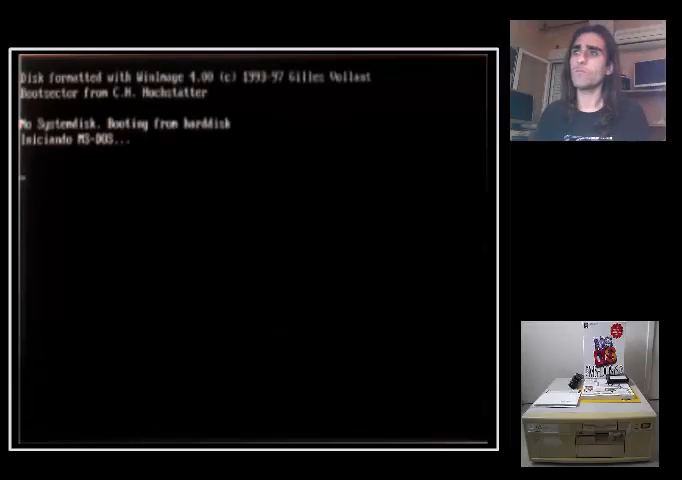 Disk formatted with WinImage 4.00 (c) 1993-97 Gilles Vollant
Bootsector from C.H. Hochstatter
No Systemdisk. Booting from harddisk
Iniciando MS-DOS...